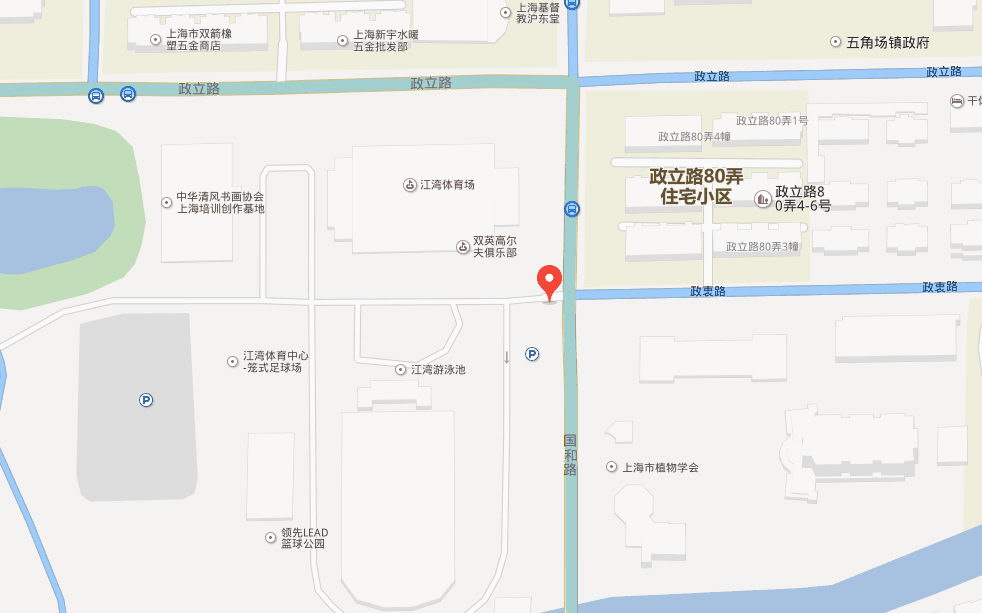 上海基督
教沪东堂
上海市双箭橡
塑五金商店
上海新宇水暖
五金批发部
五角场镇政府
政立路
政立路
政立路
政立路
政立路80弄1号
政立路80弄4幢
江湾体育场
政立路80弄
住宅小区
政立路8
0弄4-6号
中华清风书画协会
上海培训创作基地
双英高尔
夫俱乐部
政立路80弄3幢
政衷路
政衷路
江湾体育中心
-笼式足球场
P
江湾游泳池
P
国和路
上海市植物学会
领先LEAD
篮球公园